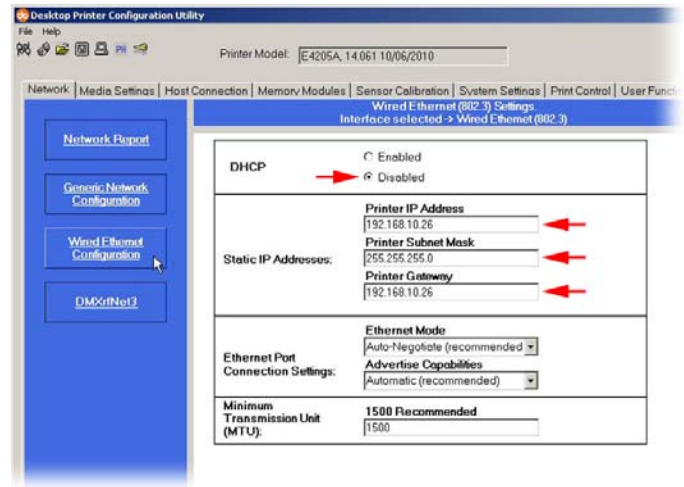 Desktop Printer Configuration Utility
File Help
Printer Model: E4205A, 14.061 10/06/2010
Network Media Settings Host Connection Memory Modules Sensor Calibration System Settings Print Control User Functi
Wired Ethernet (802.3) Settings.
Interface selected -> Wired Ethernet (802.3)
Network Report
Generic Network
Configuration
Wired Ethernet
Configuration
DMXrfNet3
DHCP
Enabled
Disabled
Static IP Addresses:
Printer IP Address
192.168.10.26
Printer Subnet Mask
255.255.255.0
Printer Gateway
192.168.10.26
Ethernet Port
Connection Settings:
Ethernet Mode
Auto-Negotiate (recommended
Advertise Capabilities
Automatic (recommended)
Minimum
Transmission Unit
(MTU):
1500 Recommended
1500